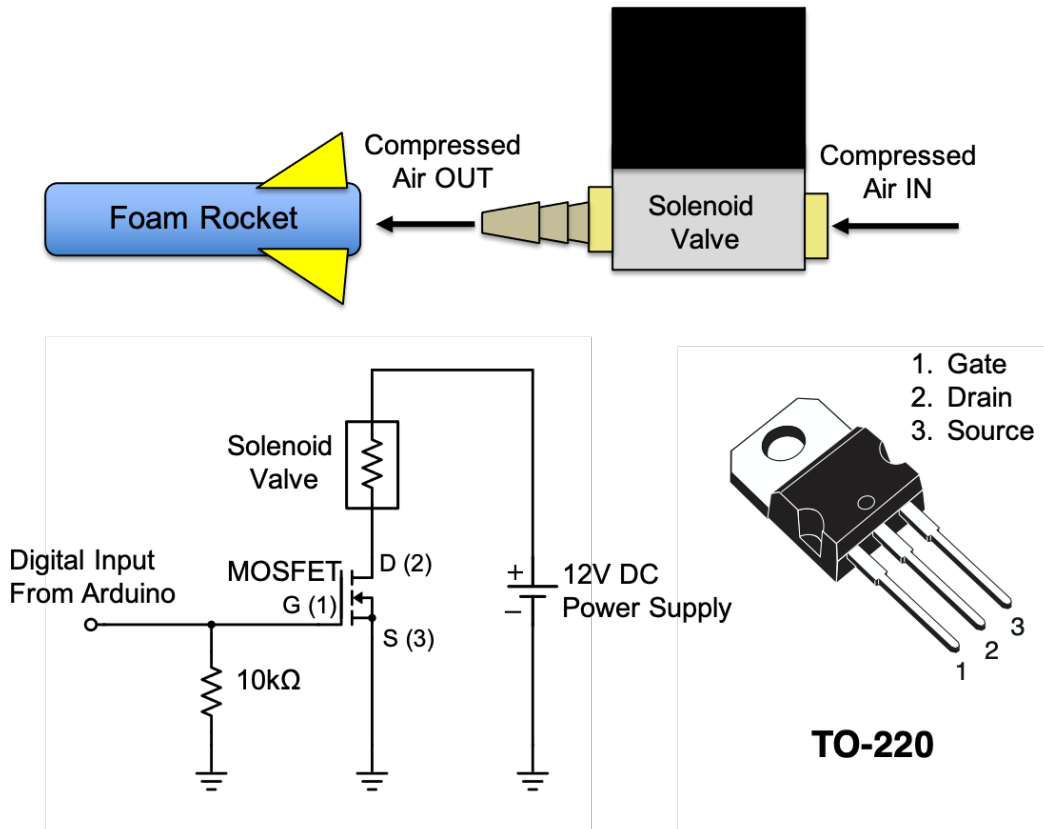 Compressed
Air OUT
Compressed
Air IN
Foam Rocket
Solenoid
Valve
1. Gate
2. Drain
3. Source
Solenoid
Valve
Digital Input
From Arduino
MOSFET
D (2)
G (1)
S (3)
+
12V DC
–
Power Supply
10kΩ
3
2
1
TO-220